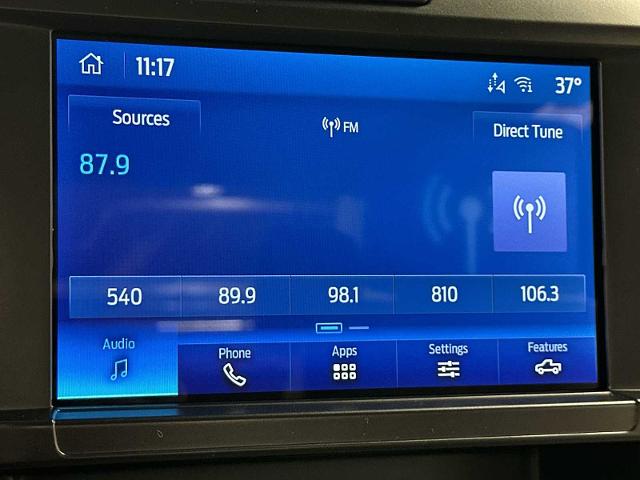 11:17
37°
Sources
FM
Direct Tune
87.9
540 89.9 98.1 810 106.3
Audio Phone Apps Settings Features